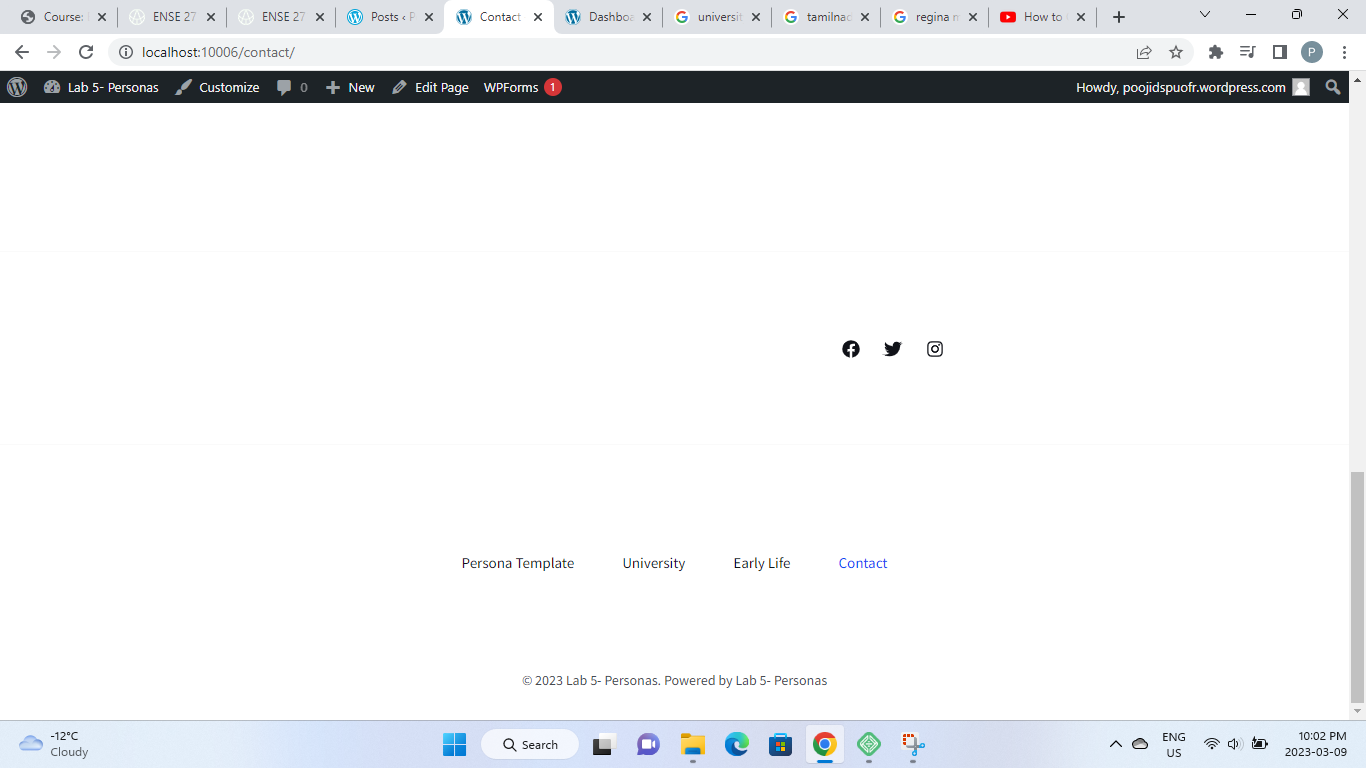 Course: ENSE 27 ENSE 27 Posts ‹ P Contact Dashboa universit tamilnad regina m How to
localhost:10006/contact/ P
Lab 5- Personas Customize 0 New Edit Page WPForms 1 Howdy, poojidspuofr.wordpress.com
Persona Template University Early Life Contact
© 2023 Lab 5- Personas. Powered by Lab 5- Personas
-12°C
Cloudy
Search
ENG
US
10:02 PM
2023-03-09